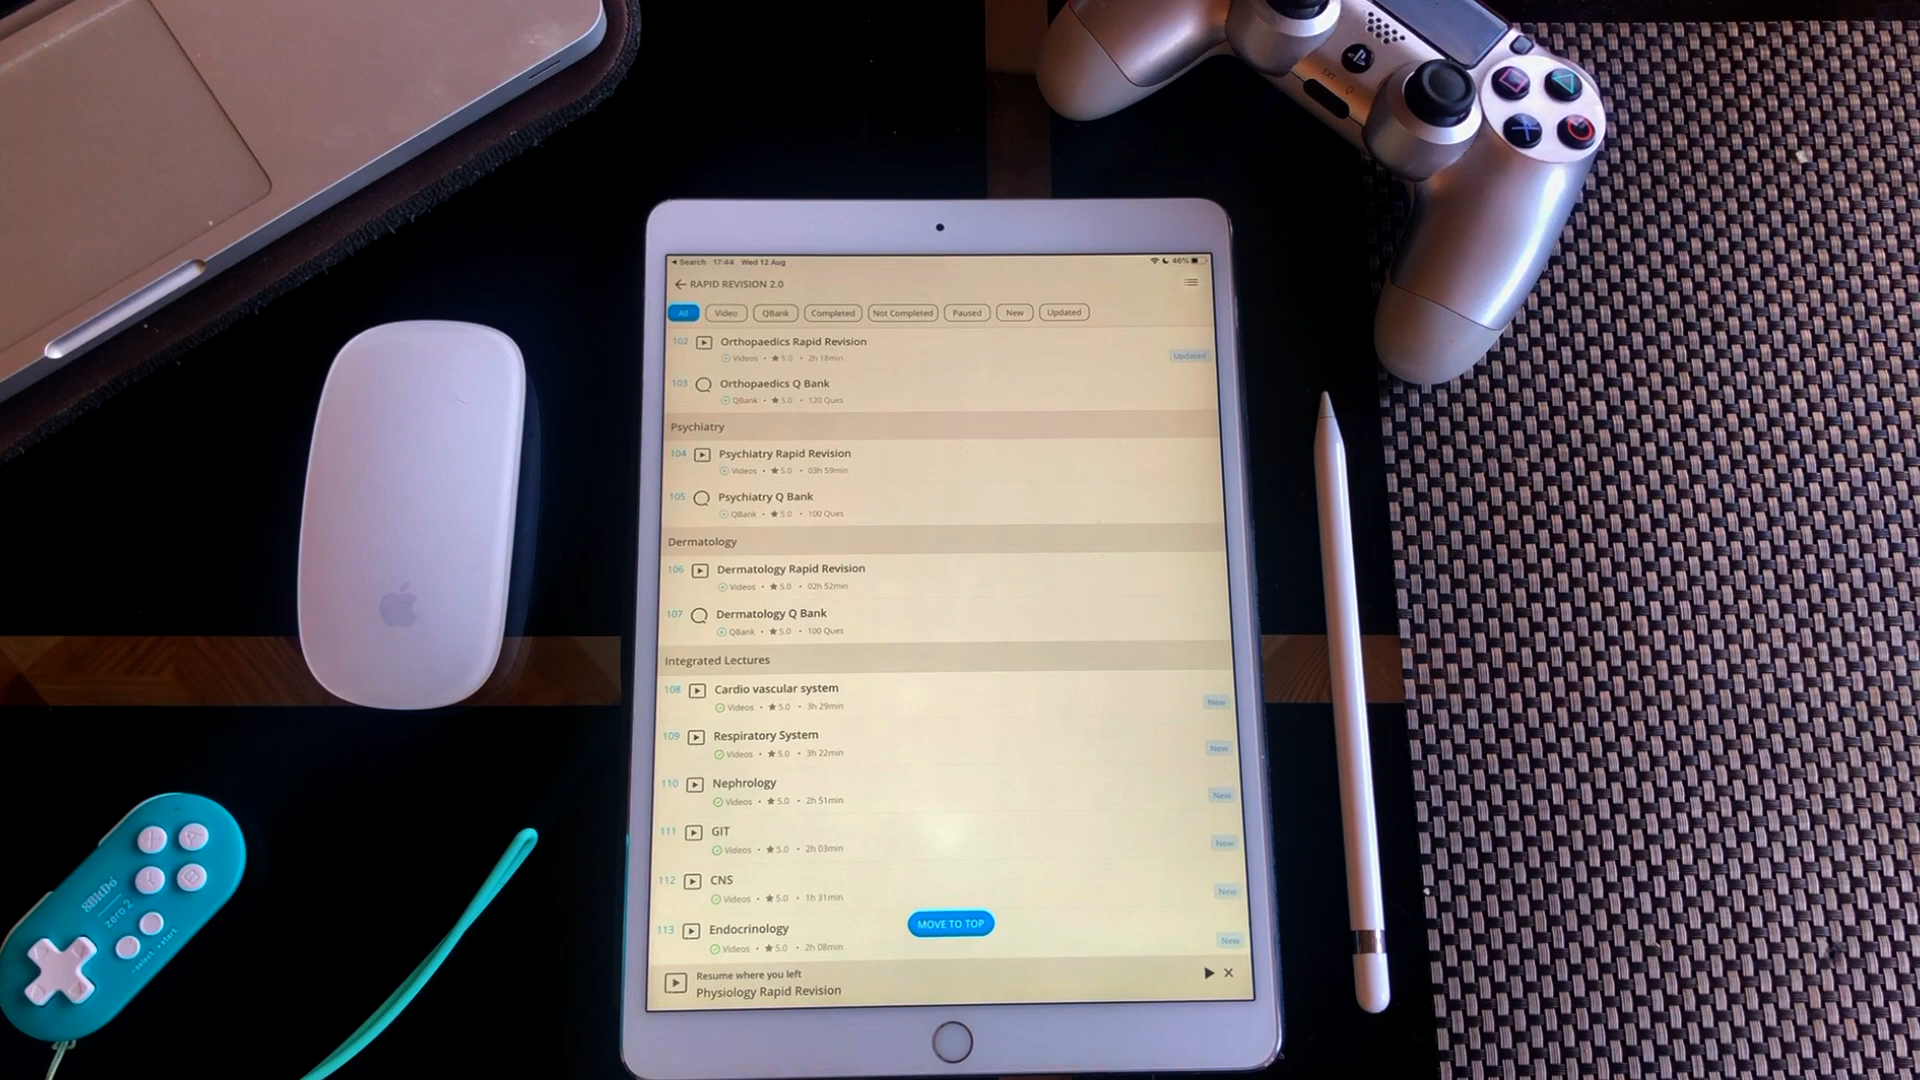 ◂ Search 17:44 Wed 12 Aug 46%
← RAPID REVISION 2.0
All Video QBank Completed Not Completed Paused New Updated
102 Orthopaedics Rapid Revision
Videos • ★ 5.0 • 2h 18min Updated
103 Orthopaedics Q Bank
QBank • ★ 5.0 • 120 Ques
Psychiatry
104 Psychiatry Rapid Revision
Videos • ★ 5.0 • 03h 59min
105 Psychiatry Q Bank
QBank • ★ 5.0 • 100 Ques
Dermatology
106 Dermatology Rapid Revision
Videos • ★ 5.0 • 02h 52min
107 Dermatology Q Bank
QBank • ★ 5.0 • 100 Ques
Integrated Lectures
108 Cardio vascular system
Videos • ★ 5.0 • 3h 29min New
109 Respiratory System
Videos • ★ 5.0 • 3h 22min New
110 Nephrology
Videos • ★ 5.0 • 2h 51min New
111 GIT
Videos • ★ 5.0 • 2h 03min New
112 CNS
Videos • ★ 5.0 • 1h 31min New
113 Endocrinology
Videos • ★ 5.0 • 2h 08min New
MOVE TO TOP
Resume where you left
Physiology Rapid Revision
EXT
8BitDo
zero 2
X A
Y B
select start